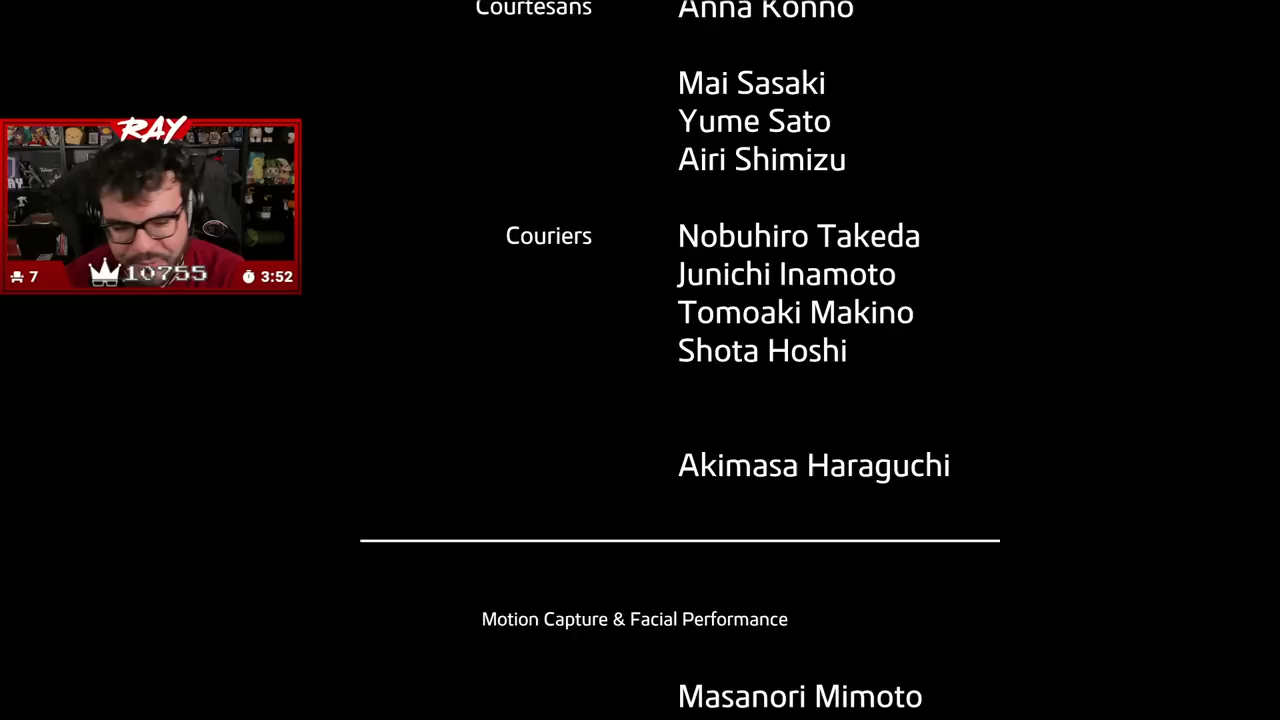 Courtesans Anna Konno
Mai Sasaki
Yume Sato
Airi Shimizu
RAY
7 10755 3:52
Couriers Nobuhiro Takeda
Junichi Inamoto
Tomoaki Makino
Shota Hoshi
Akimasa Haraguchi
Motion Capture & Facial Performance
Masanori Mimoto